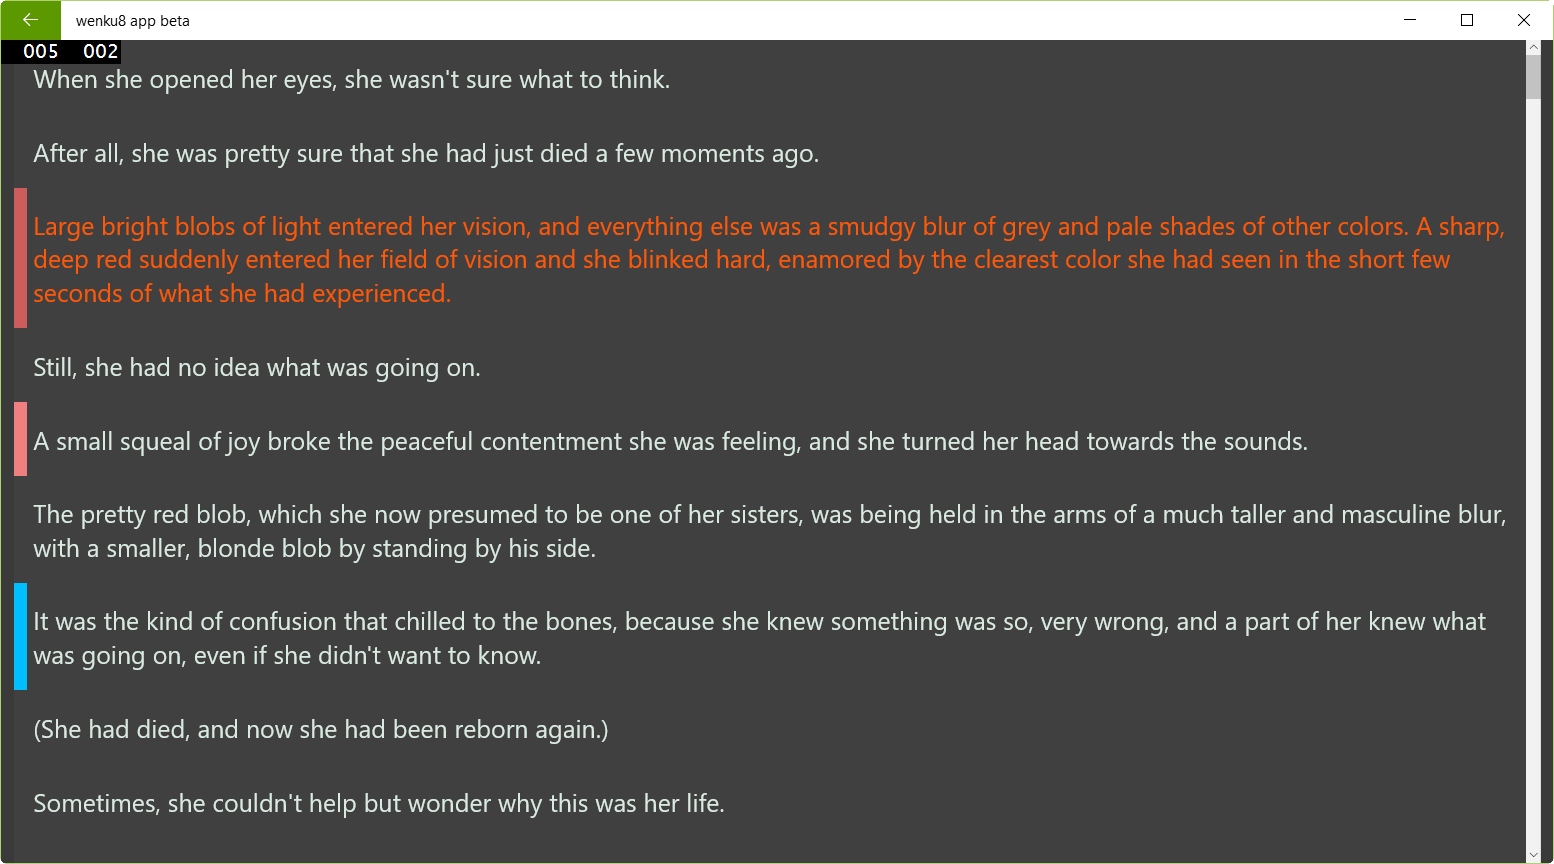 wenku8 app beta
005 002
When she opened her eyes, she wasn't sure what to think.
After all, she was pretty sure that she had just died a few moments ago.
Large bright blobs of light entered her vision, and everything else was a smudgy blur of grey and pale shades of other colors. A sharp,
deep red suddenly entered her field of vision and she blinked hard, enamored by the clearest color she had seen in the short few
seconds of what she had experienced.
Still, she had no idea what was going on.
A small squeal of joy broke the peaceful contentment she was feeling, and she turned her head towards the sounds.
The pretty red blob, which she now presumed to be one of her sisters, was being held in the arms of a much taller and masculine blur,
with a smaller, blonde blob by standing by his side.
It was the kind of confusion that chilled to the bones, because she knew something was so, very wrong, and a part of her knew what
was going on, even if she didn't want to know.
(She had died, and now she had been reborn again.)
Sometimes, she couldn't help but wonder why this was her life.